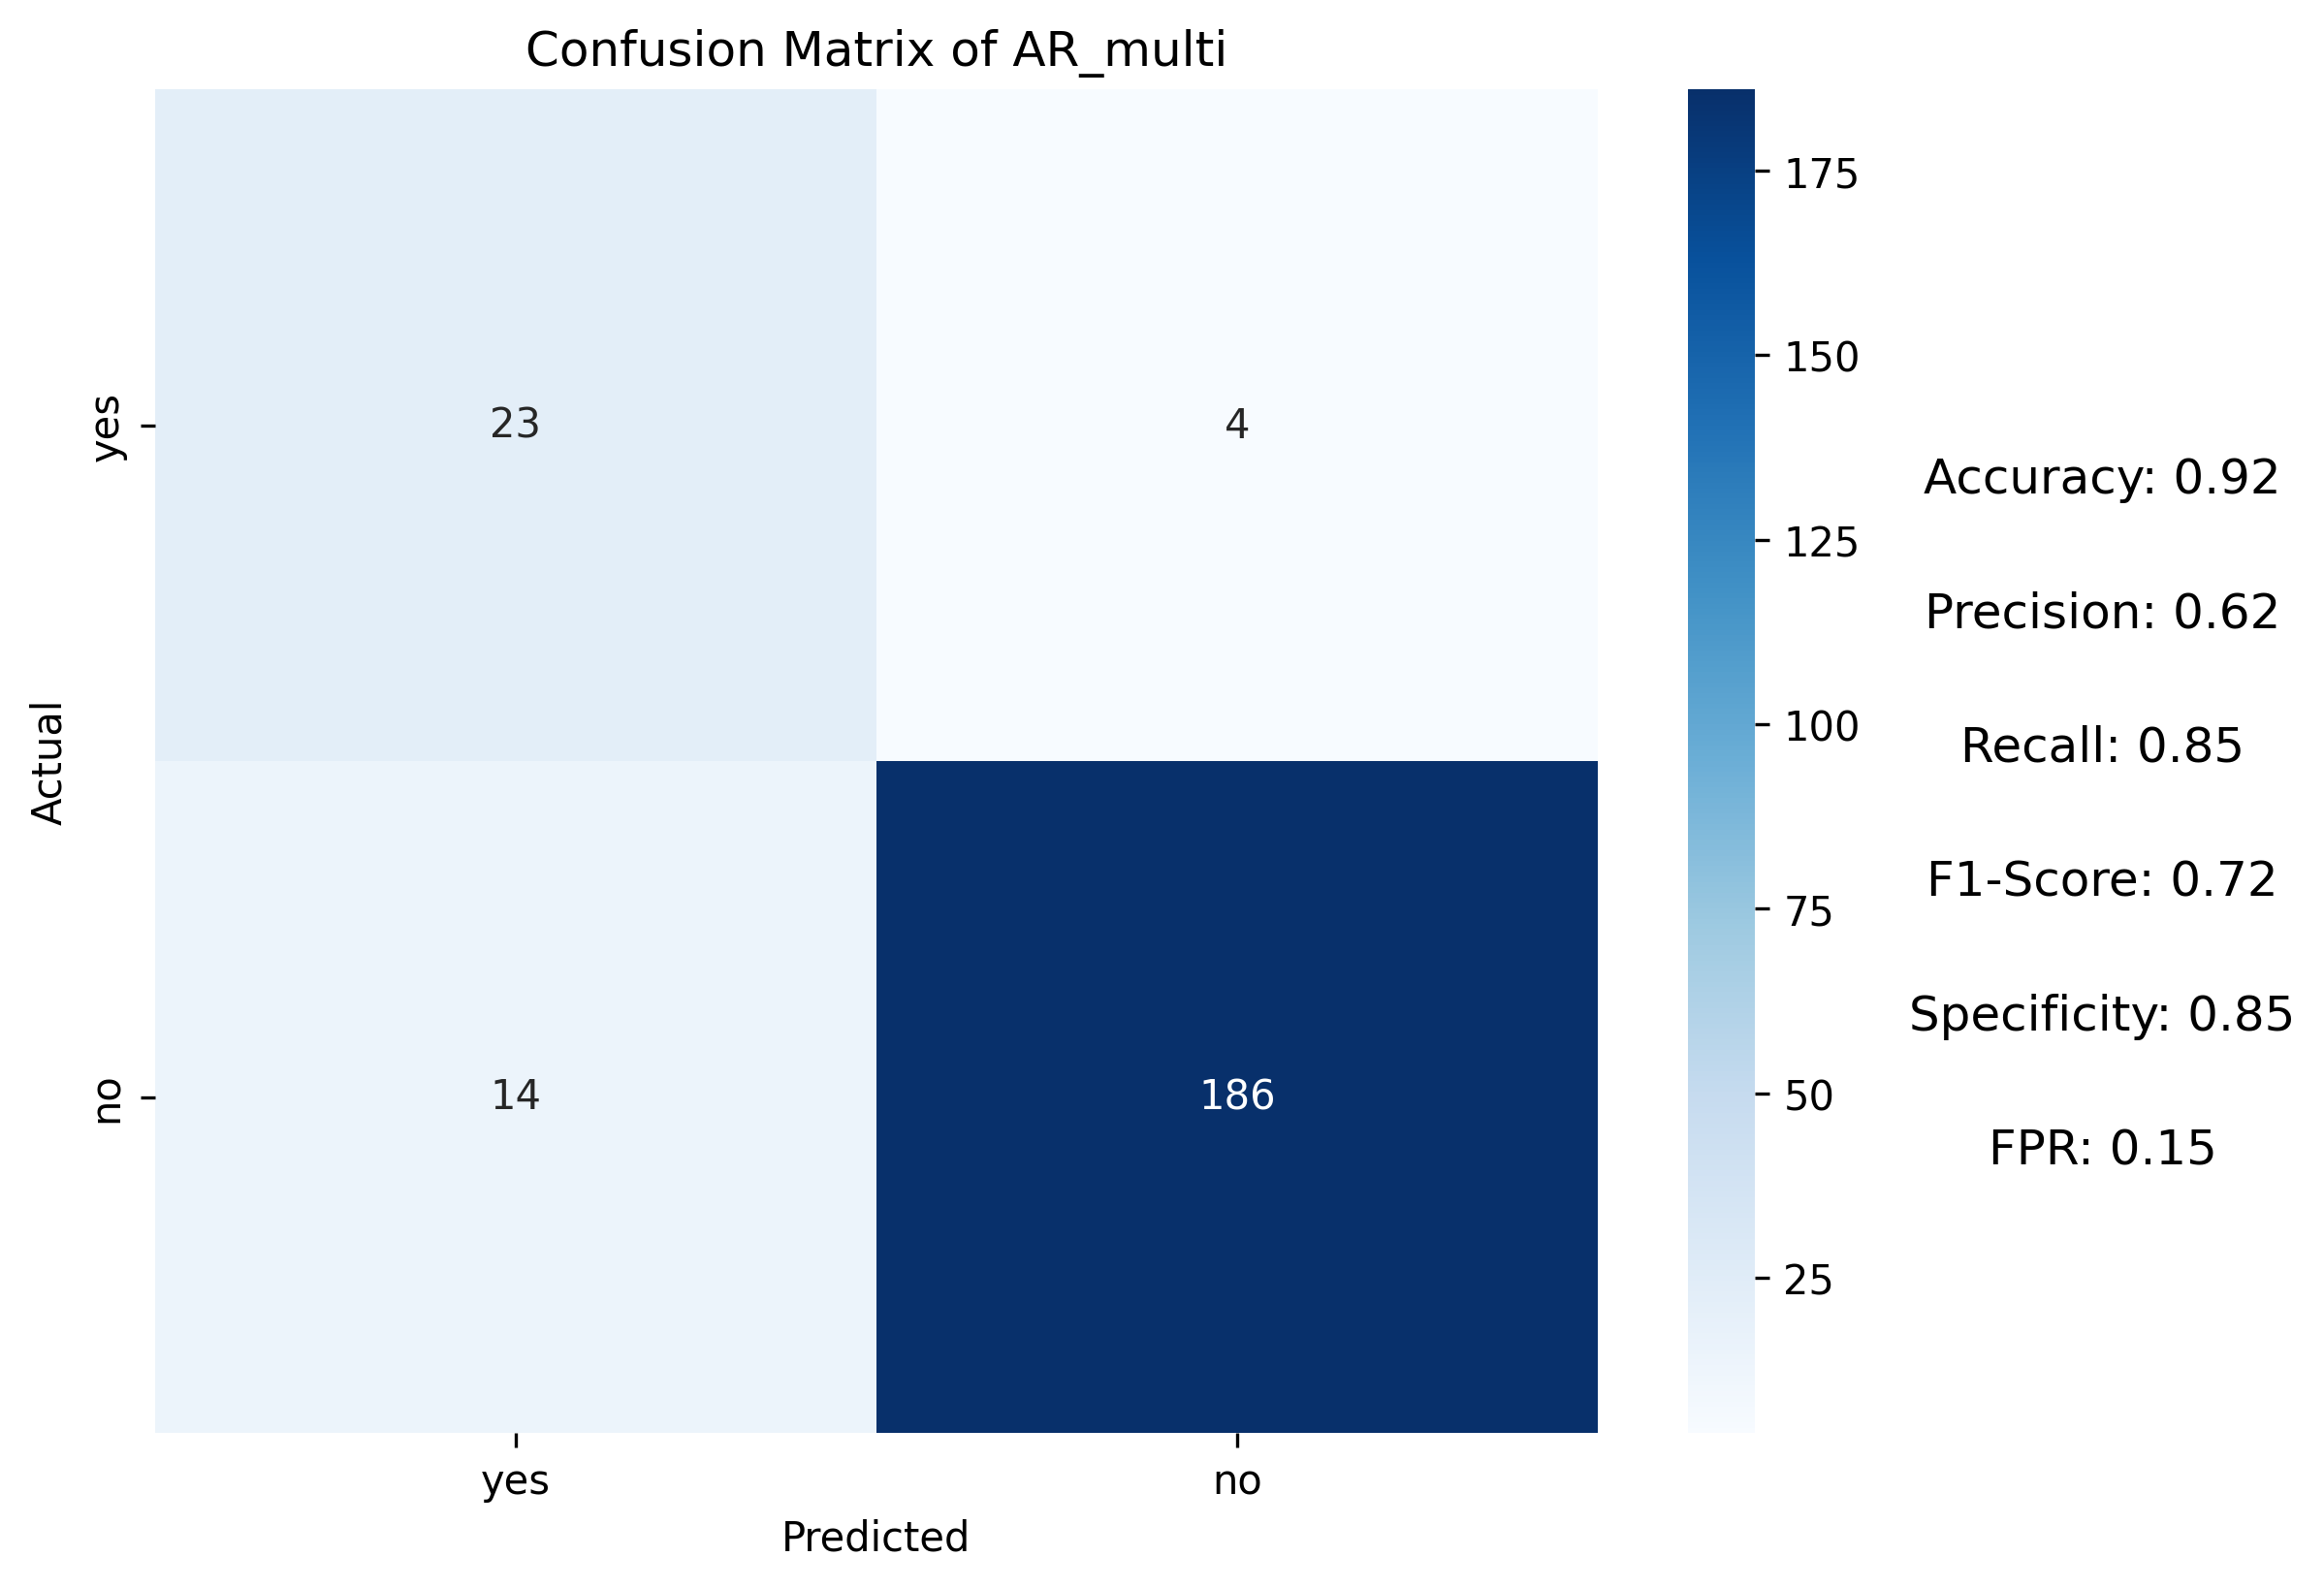 Confusion Matrix of AR_multi
Actual
yes
no
23
4
14
186
yes
no
Predicted
175
150
125
100
75
50
25
Accuracy: 0.92
Precision: 0.62
Recall: 0.85
F1-Score: 0.72
Specificity: 0.85
FPR: 0.15